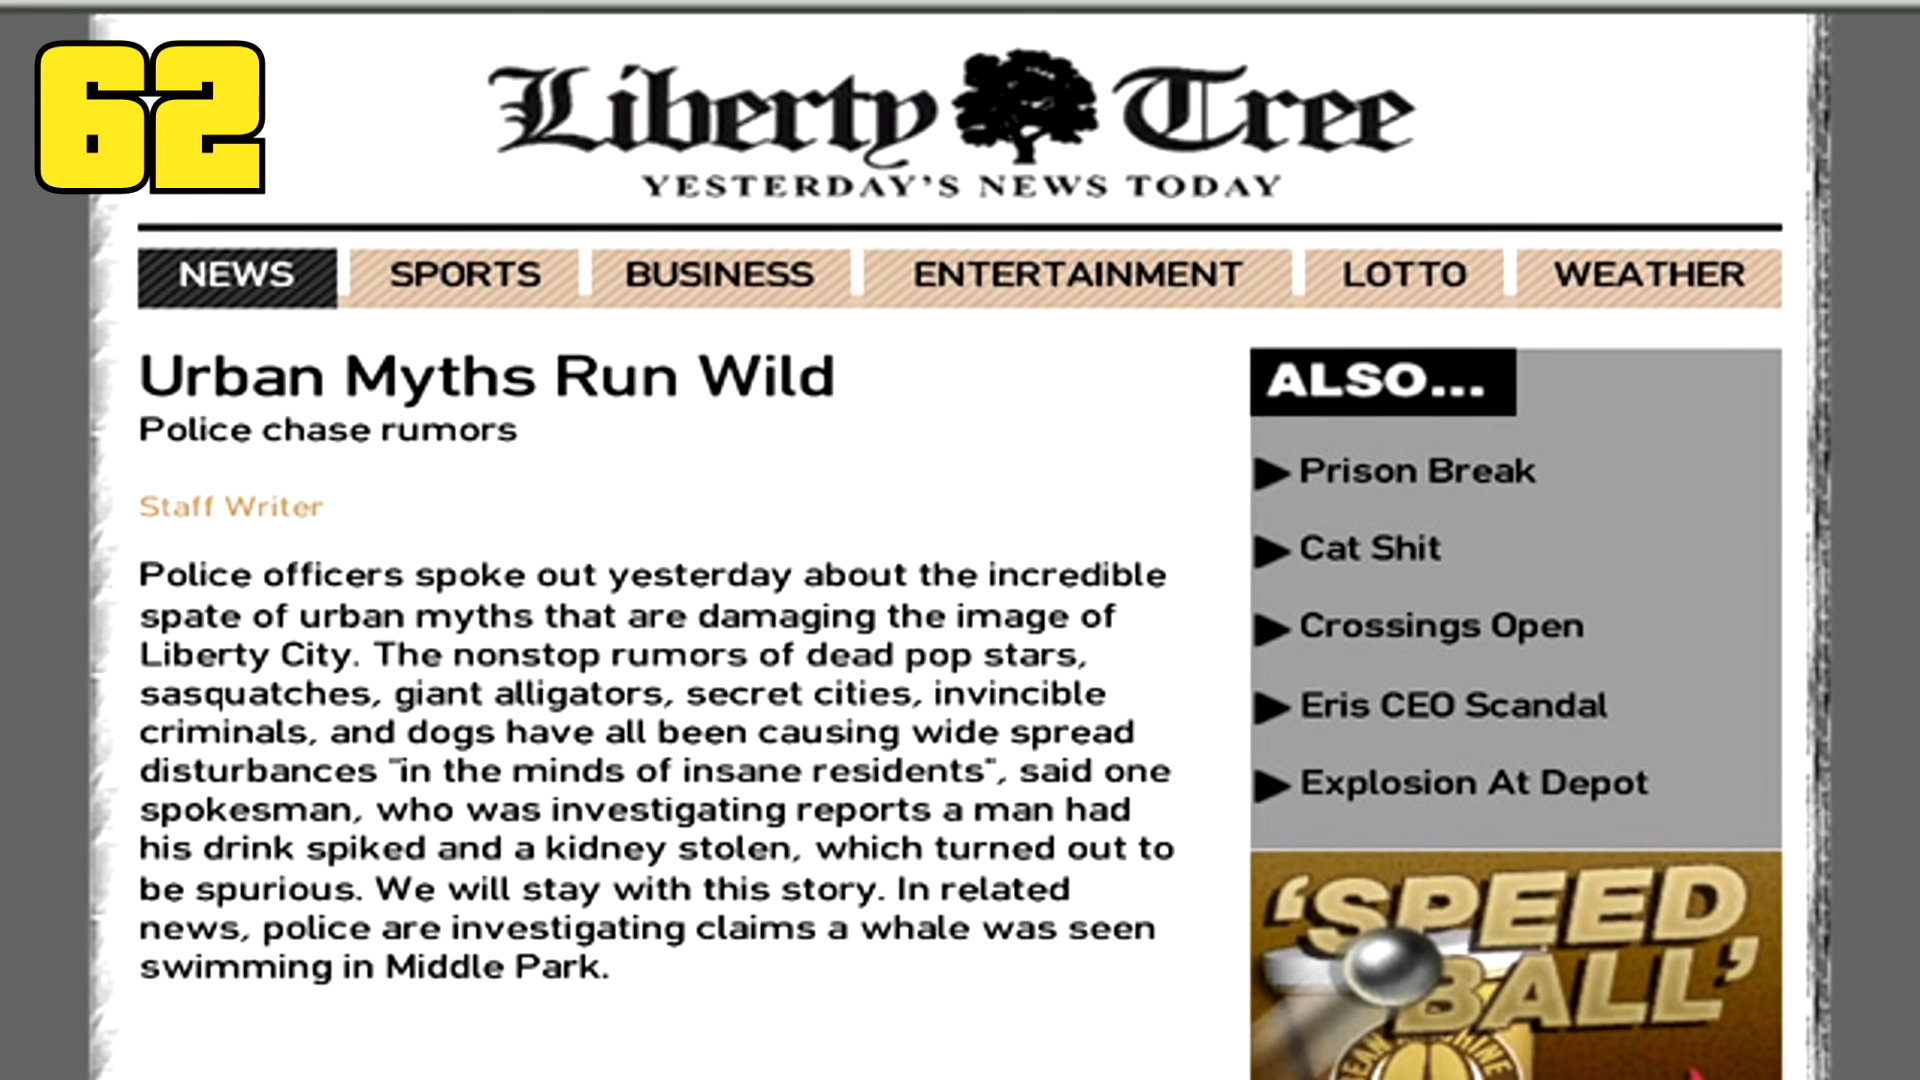 62
Liberty Tree
YESTERDAY'S NEWS TODAY
NEWS
SPORTS
BUSINESS
ENTERTAINMENT
LOTTO
WEATHER
Urban Myths Run Wild
Police chase rumors
Staff Writer
Police officers spoke out yesterday about the incredible
spate of urban myths that are damaging the image of
Liberty City. The nonstop rumors of dead pop stars,
sasquatches, giant alligators, secret cities, invincible
criminals, and dogs have all been causing wide spread
disturbances "in the minds of insane residents", said one
spokesman, who was investigating reports a man had
his drink spiked and a kidney stolen, which turned out to
be spurious. We will stay with this story. In related
news, police are investigating claims a whale was seen
swimming in Middle Park.
ALSO...
Prison Break
Cat Shit
Crossings Open
Eris CEO Scandal
Explosion At Depot
'SPEED
BALL'